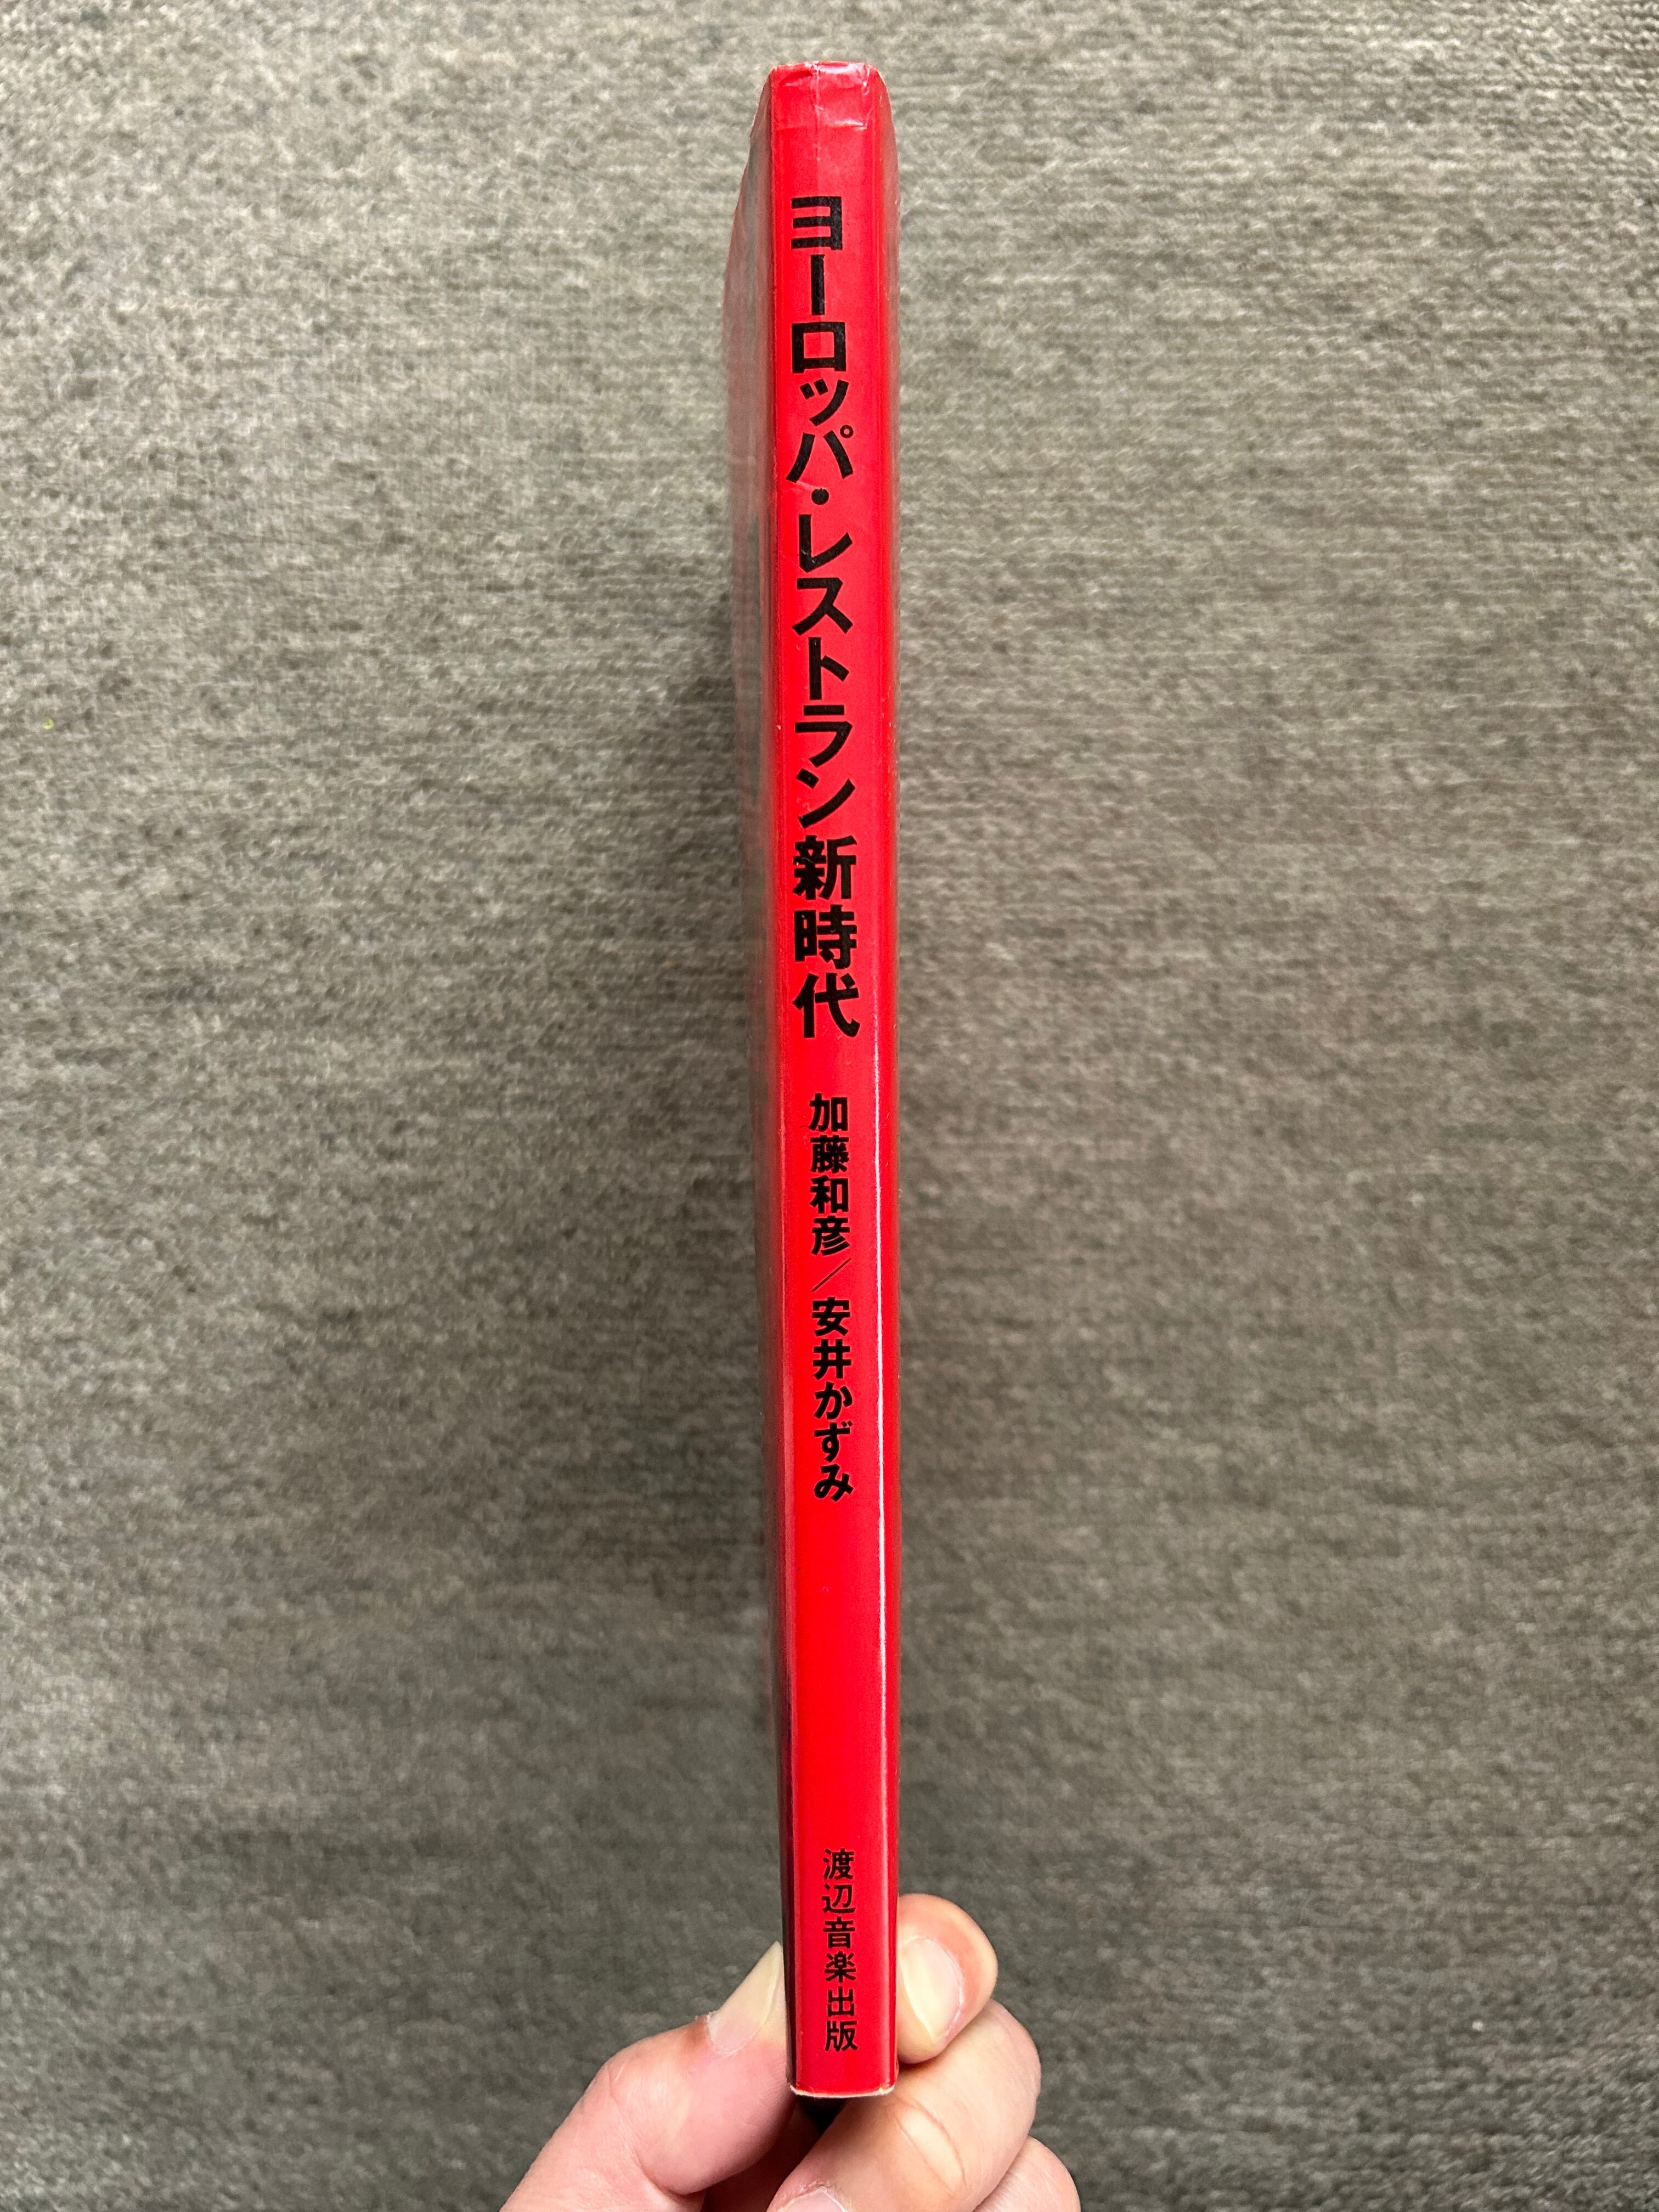 ヨーロッパ・レストラン新時代
加藤和彦／安井かずみ
渡辺音楽出版